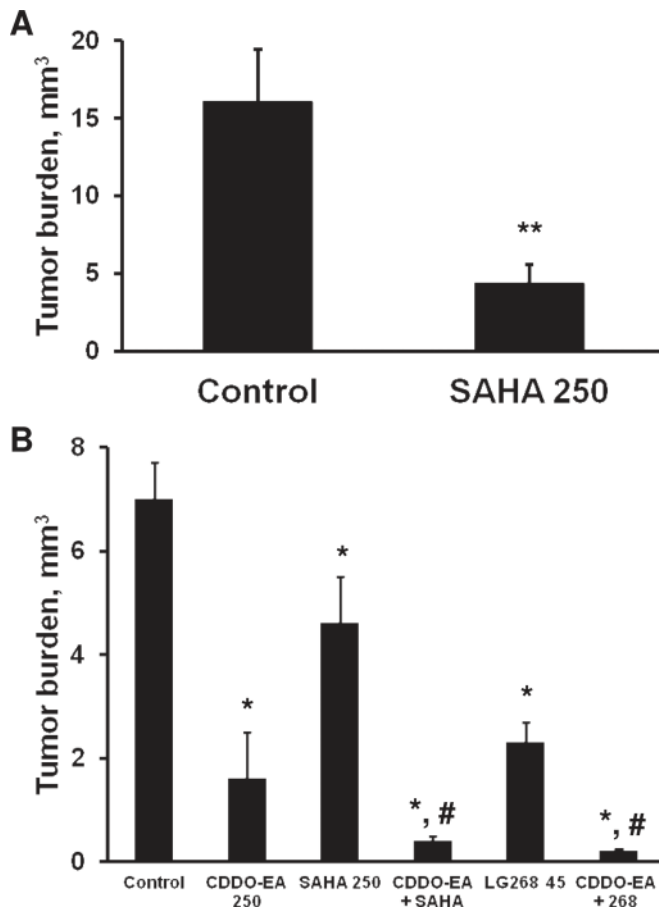 A
Tumor burden, mm³
20
15
10
5
0
**
Control SAHA 250
B
Tumor burden, mm³
8
6
4
2
0
*
*
*, #
*
*, #
Control CDDO-EA SAHA 250 CDDO-EA LG268 45 CDDO-EA
250 + SAHA + 268